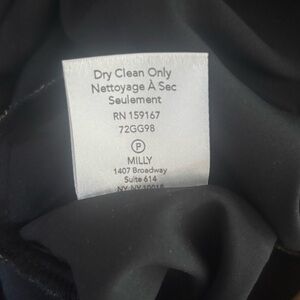 Dry Clean Only
Nettoyage À Sec
Seulement
RN 159167
72GG98
P
MILLY
1407 Broadway
Suite 614